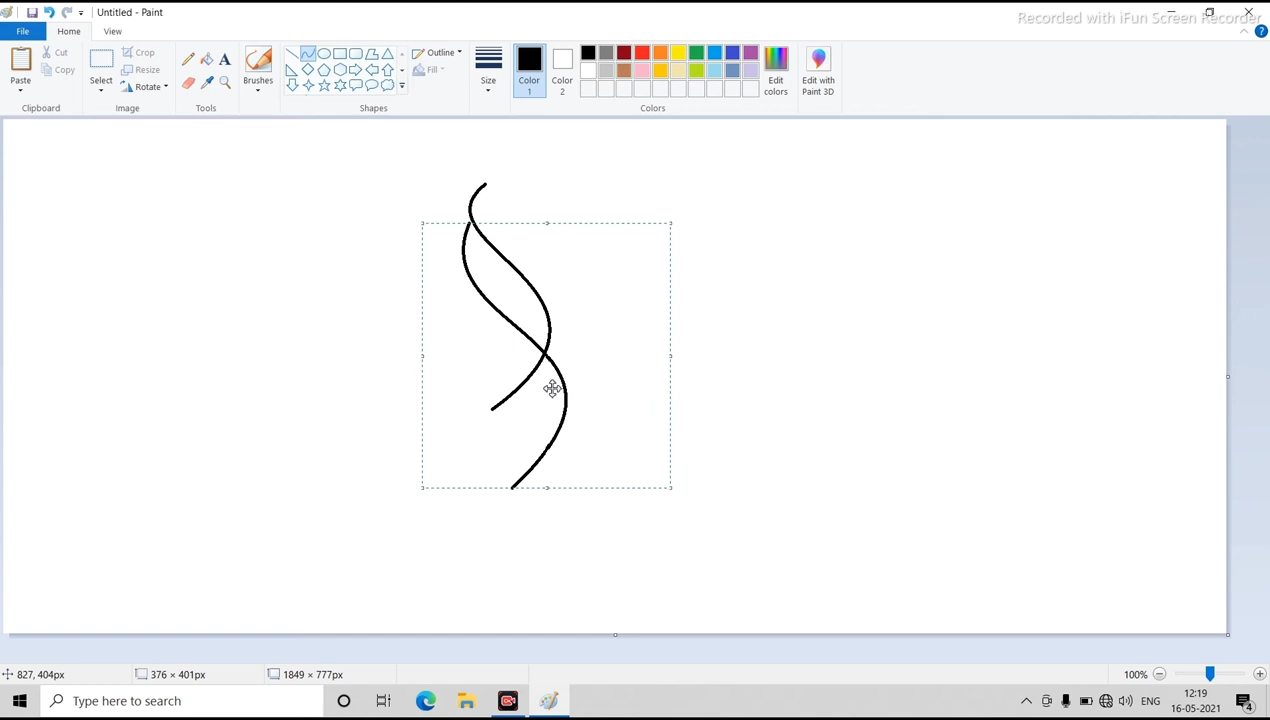 Untitled - Paint
Recorded with iFun Screen Recorder
File
Home
View
Paste
Cut
Copy
Clipboard
Select
Crop
Resize
Rotate
Image
A
Tools
Brushes
Outline
Fill
Shapes
Size
Color
1
Color
2
Edit
colors
Colors
Edit with
Paint 3D
827, 404px
376 × 401px
1849 × 777px
100%
Type here to search
ENG
12:19
16-05-2021
4